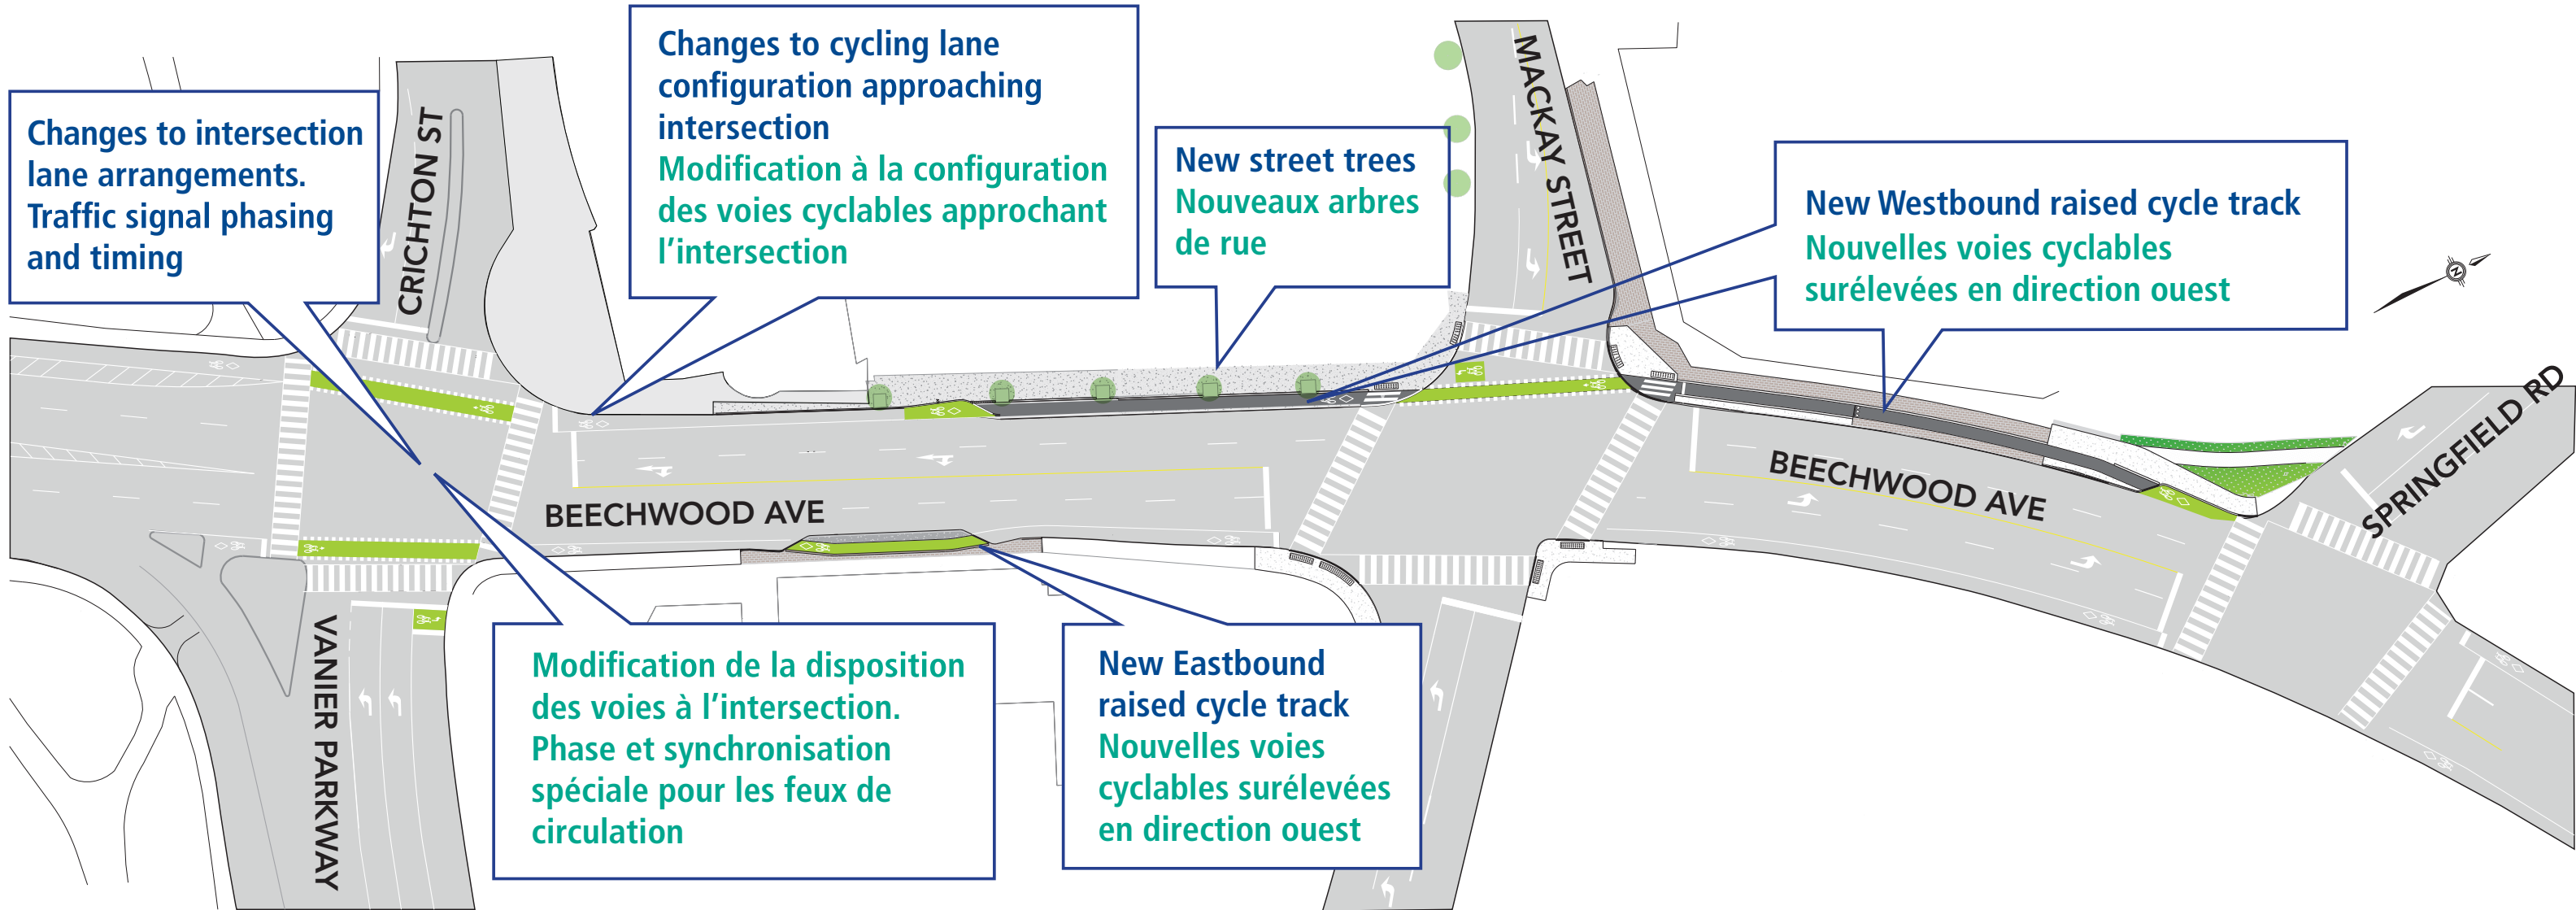 Changes to intersection
lane arrangements.
Traffic signal phasing
and timing
CRICHTON ST
Changes to cycling lane
configuration approaching
intersection
Modification à la configuration
des voies cyclables approchant
l'intersection
New street trees
Nouveaux arbres
de rue
MACKAY STREET
New Westbound raised cycle track
Nouvelles voies cyclables
surélevées en direction ouest
N
BEECHWOOD AVE
BEECHWOOD AVE
SPRINGFIELD RD
VANIER PARKWAY
Modification de la disposition
des voies à l'intersection.
Phase et synchronisation
spéciale pour les feux de
circulation
New Eastbound
raised cycle track
Nouvelles voies
cyclables surélevées
en direction ouest